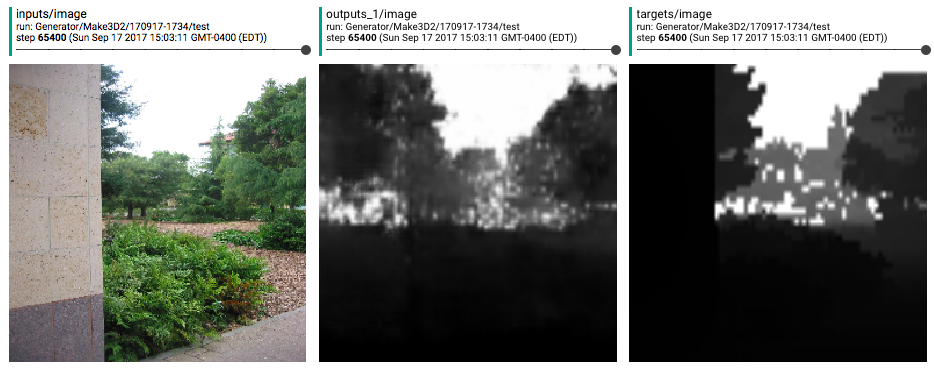 inputs/image
run: Generator/Make3D2/170917-1734/test
step 65400 (Sun Sep 17 2017 15:03:11 GMT-0400 (EDT))
outputs_1/image
run: Generator/Make3D2/170917-1734/test
step 65400 (Sun Sep 17 2017 15:03:11 GMT-0400 (EDT))
targets/image
run: Generator/Make3D2/170917-1734/test
step 65400 (Sun Sep 17 2017 15:03:11 GMT-0400 (EDT))